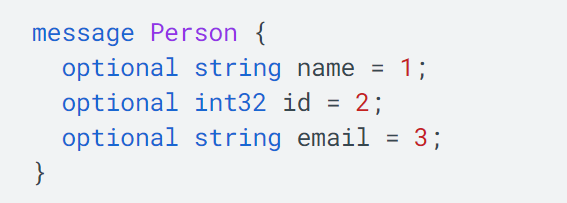 message Person {
  optional string name = 1;
  optional int32 id = 2;
  optional string email = 3;
}